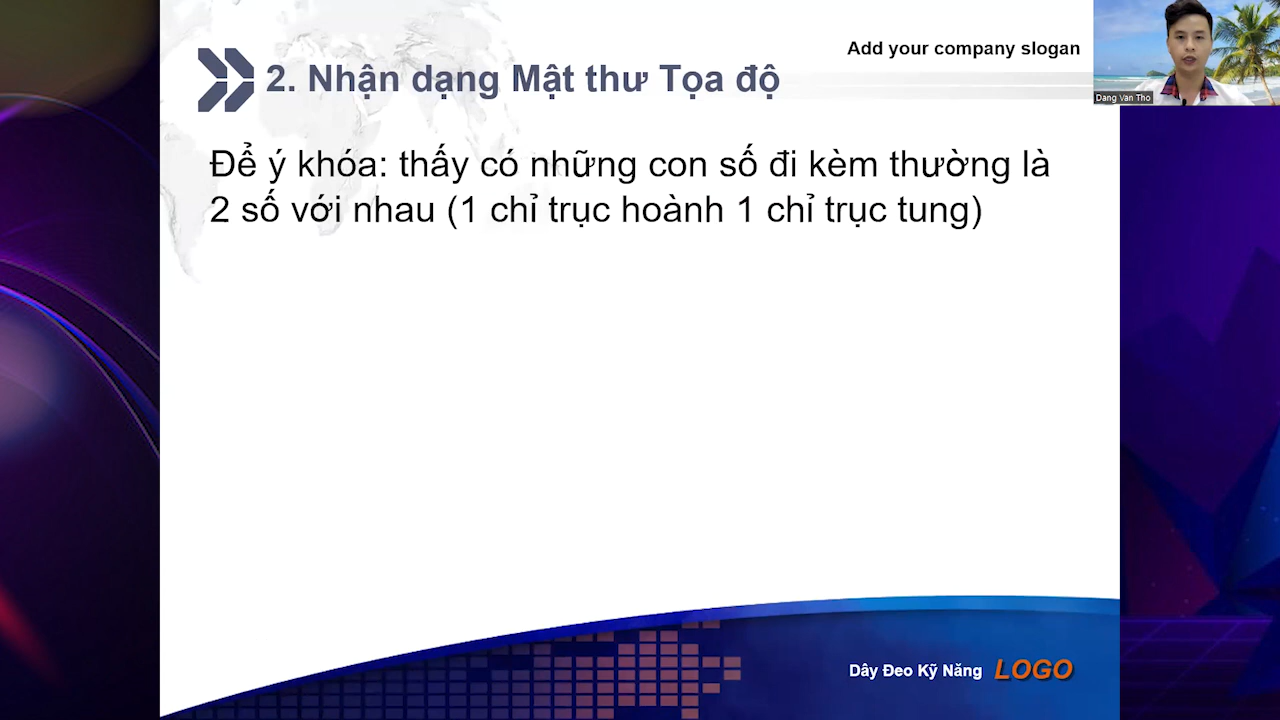 Add your company slogan
2. Nhận dạng Mật thư Tọa độ
Dang Van Tho
Để ý khóa: thấy có những con số đi kèm thường là
2 số với nhau (1 chỉ trục hoành 1 chỉ trục tung)
Dây Đeo Kỹ Năng LOGO